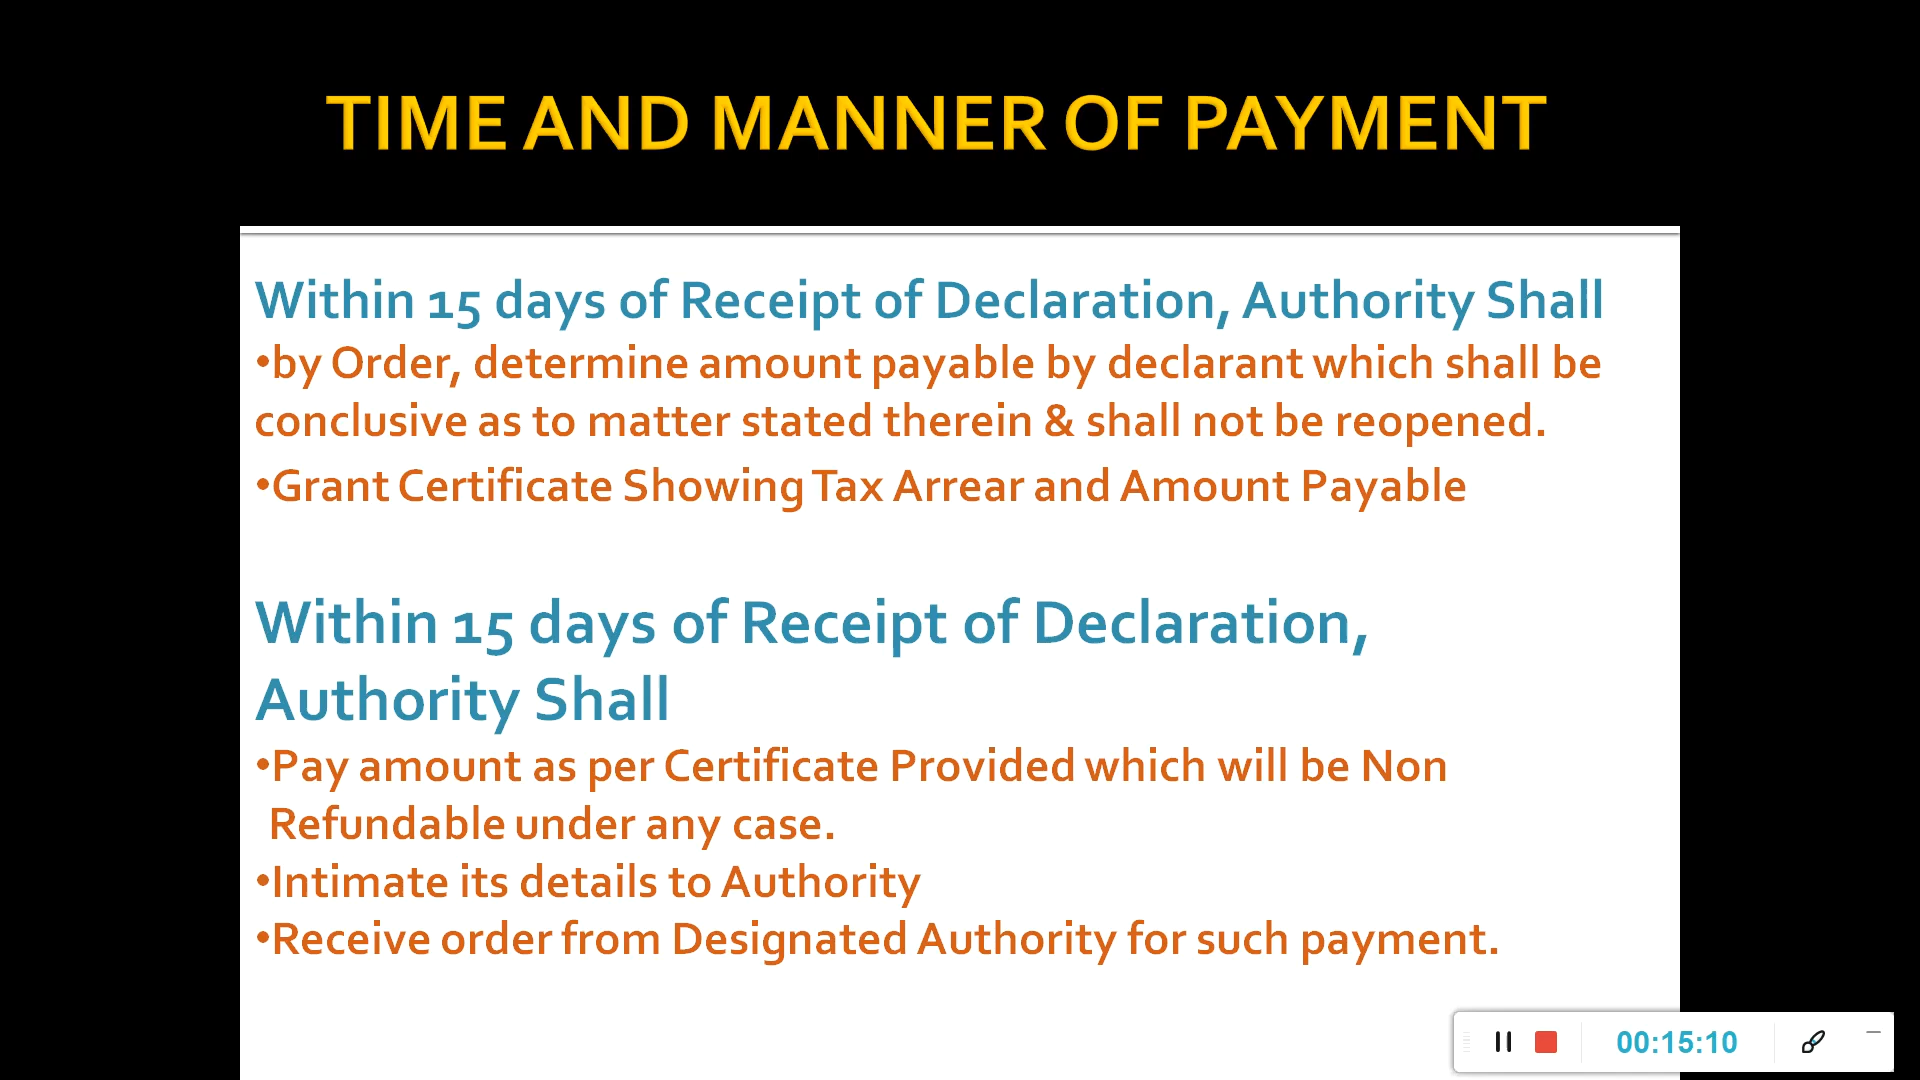 TIME AND MANNER OF PAYMENT
Within 15 days of Receipt of Declaration, Authority Shall
•by Order, determine amount payable by declarant which shall be
conclusive as to matter stated therein & shall not be reopened.
•Grant Certificate Showing Tax Arrear and Amount Payable
Within 15 days of Receipt of Declaration,
Authority Shall
•Pay amount as per Certificate Provided which will be Non
Refundable under any case.
•Intimate its details to Authority
•Receive order from Designated Authority for such payment.
00:15:10